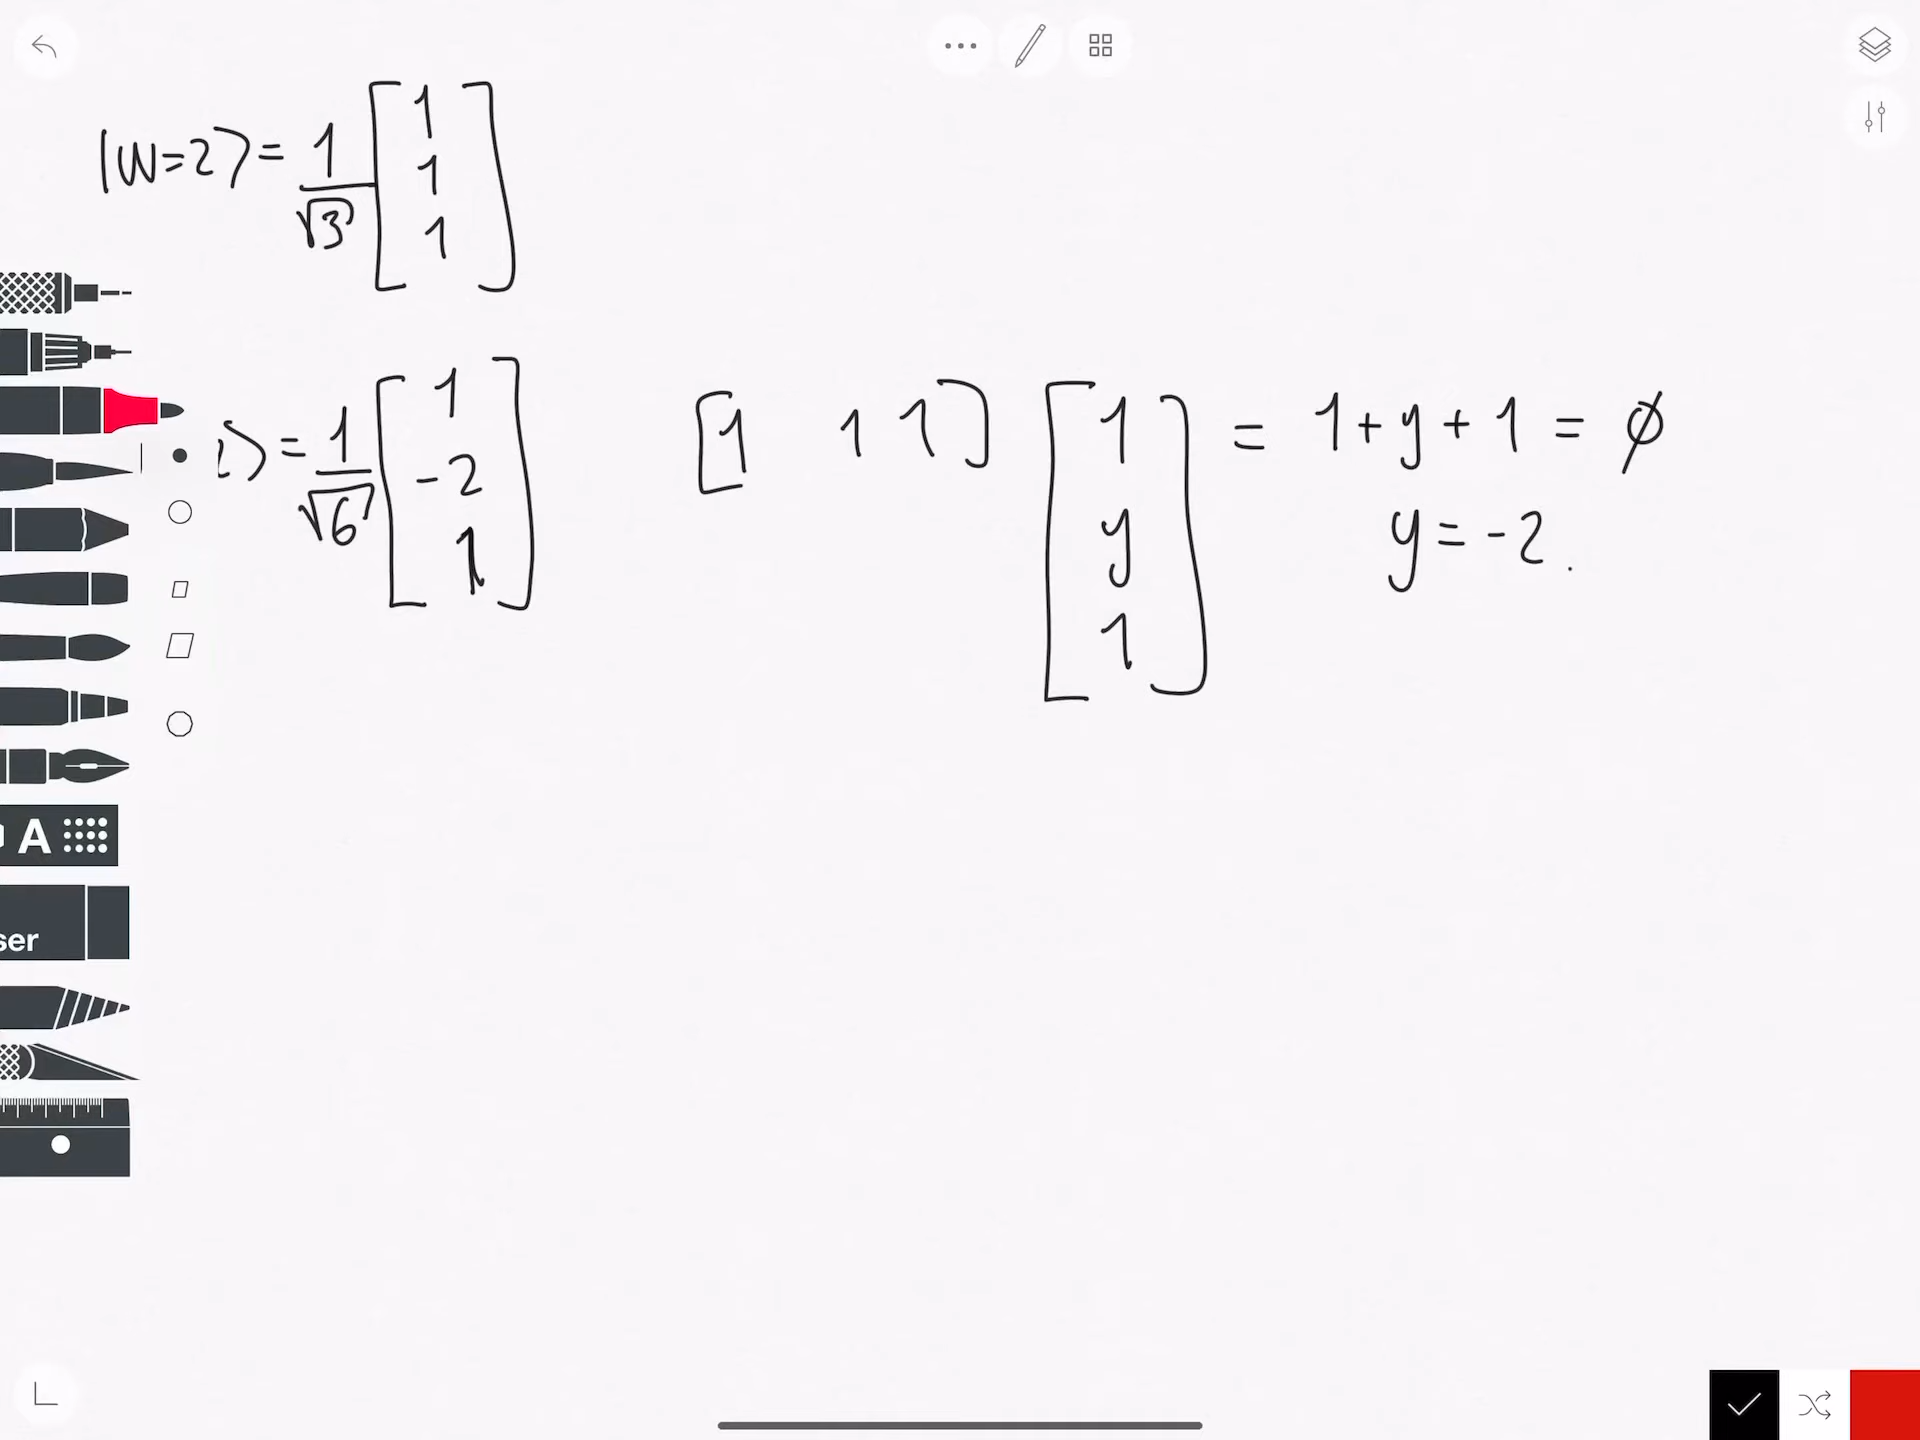 |W=2⟩ = 1/√3 [1 1 1]
⟩ = 1/√6 [1 -2 1]
[1 1 1] [1 y 1] = 1 + y + 1 = ∅
y = -2.
A
ser